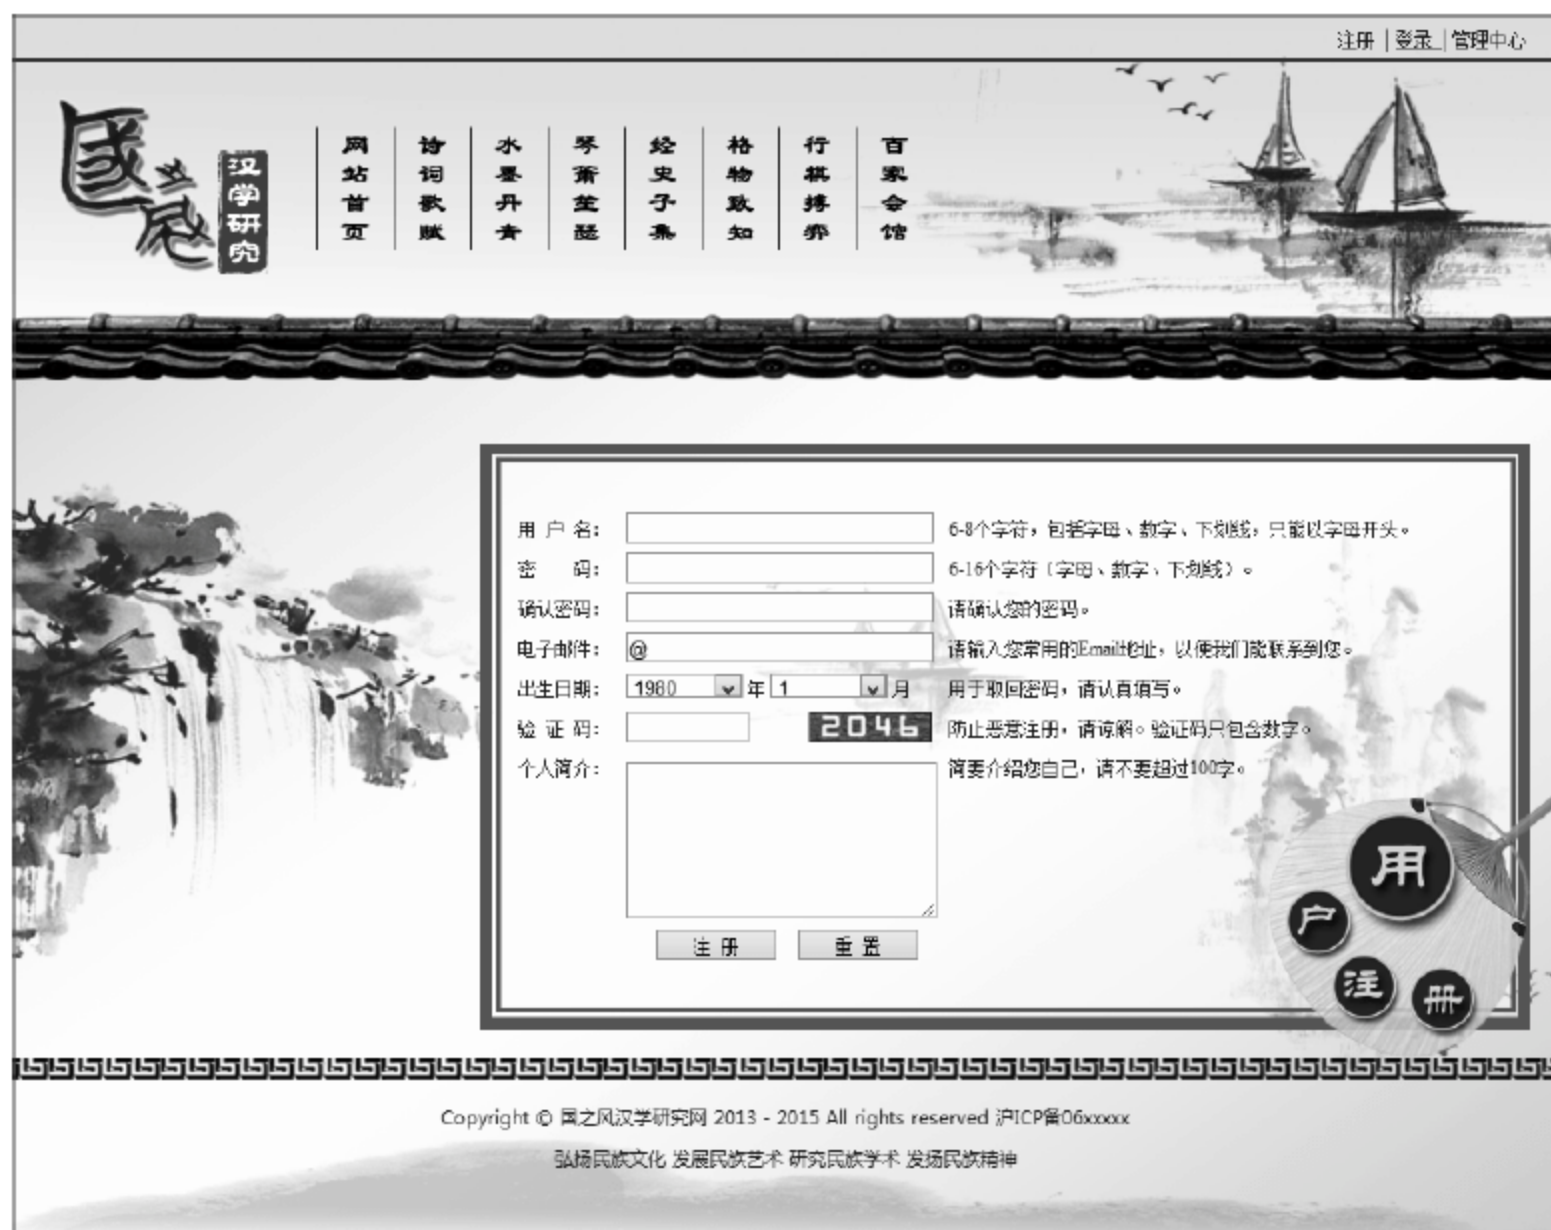 注册 | 登录 | 管理中心
國之风
汉学研究
网站首页
诗词歌赋
水墨丹青
琴萧笙瑟
经史子集
格物致知
行棋搏弈
百家会馆
用 户 名： 6-8个字符，包括字母、数字、下划线，只能以字母开头。
密 码： 6-16个字符（字母、数字、下划线）。
确认密码： 请确认您的密码。
电子邮件： @ 请输入您常用的Email地址，以便我们能联系到您。
出生日期： 1980 年 1 月 用于取回密码，请认真填写。
验 证 码： 2046 防止恶意注册，请谅解。验证码只包含数字。
个人简介： 简要介绍您自己，请不要超过100字。
用户注册
注 册 重 置
Copyright © 国之风汉学研究网 2013 - 2015 All rights reserved 沪ICP备06xxxxx
弘扬民族文化 发展民族艺术 研究民族学术 发扬民族精神